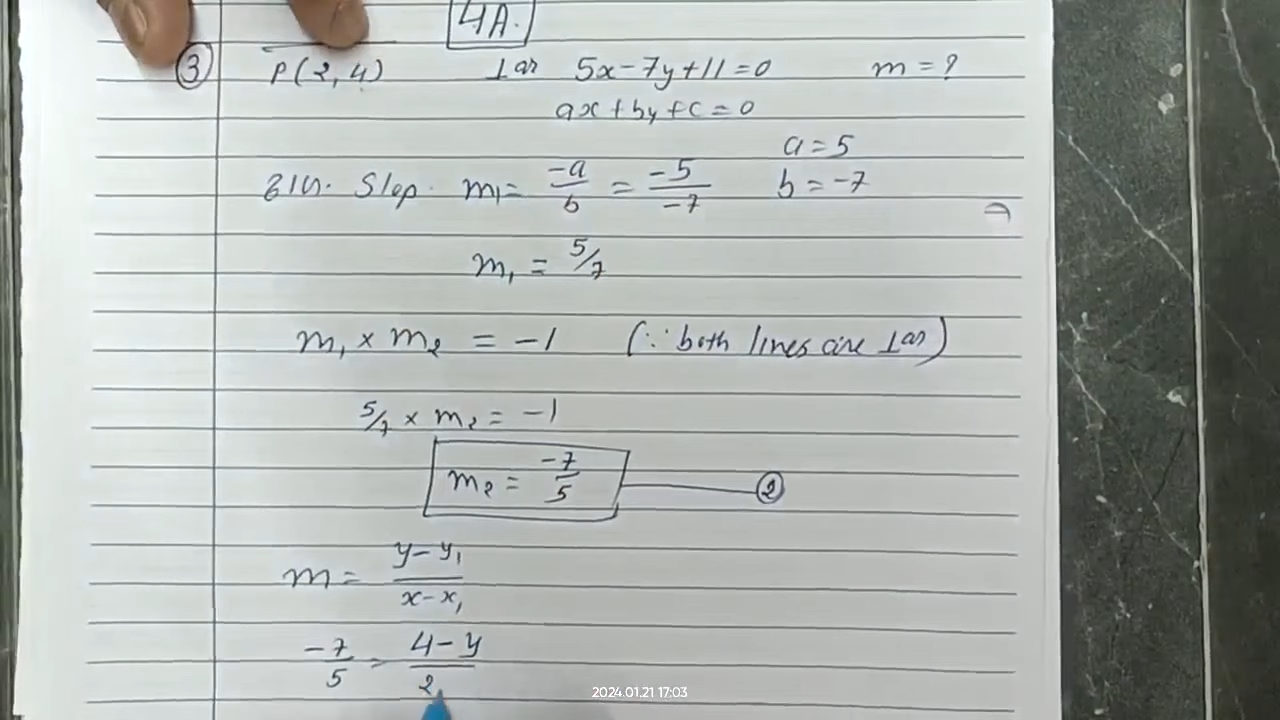 4A.
③ P(2,4) ⊥ar 5x-7y+11=0 m=?
ax+by+c=0
a=5
Slop. m₁= -a/b = -5/-7 b=-7
m₁ = 5/7
m₁ × m₂ = -1 (∵ both lines are ⊥ar)
5/7 × m₂ = -1
m₂ = -7/5 ②
m = y-y₁/x-x₁
-7/5 = 4-y/2
2024.01.21 17:03